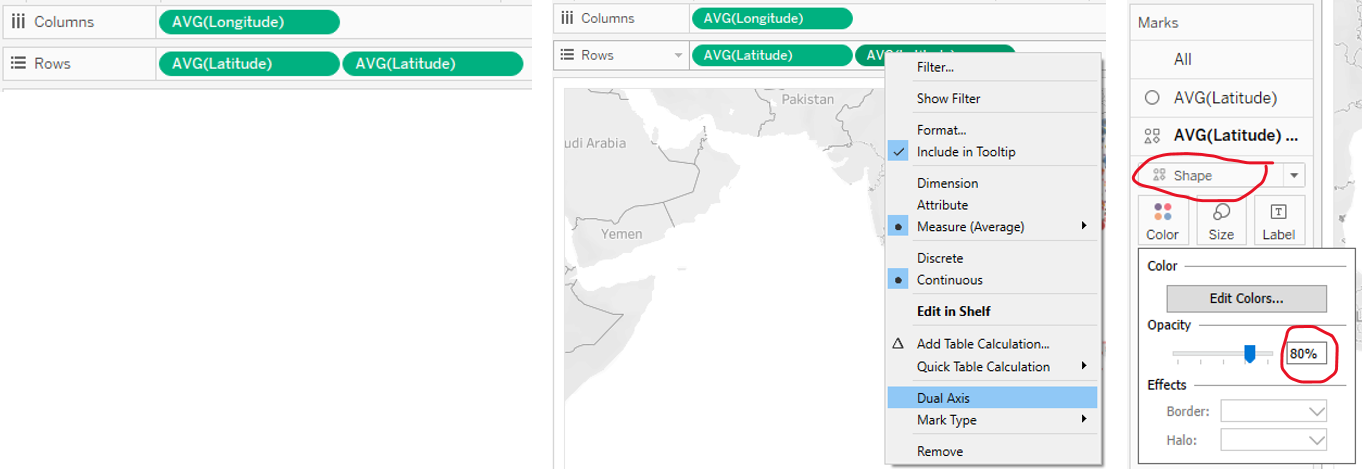 Columns
AVG(Longitude)
Rows
AVG(Latitude)
AVG(Latitude)
Columns
AVG(Longitude)
Rows
AVG(Latitude)
Pakistan
udi Arabia
Yemen
Filter...
Show Filter
Format...
Include in Tooltip
Dimension
Attribute
Measure (Average)
Discrete
Continuous
Edit in Shelf
Add Table Calculation...
Quick Table Calculation
Dual Axis
Mark Type
Remove
Marks
All
AVG(Latitude)
AVG(Latitude) ...
Shape
Color
Size
Label
Color
Edit Colors...
Opacity
80%
Effects
Border:
Halo: